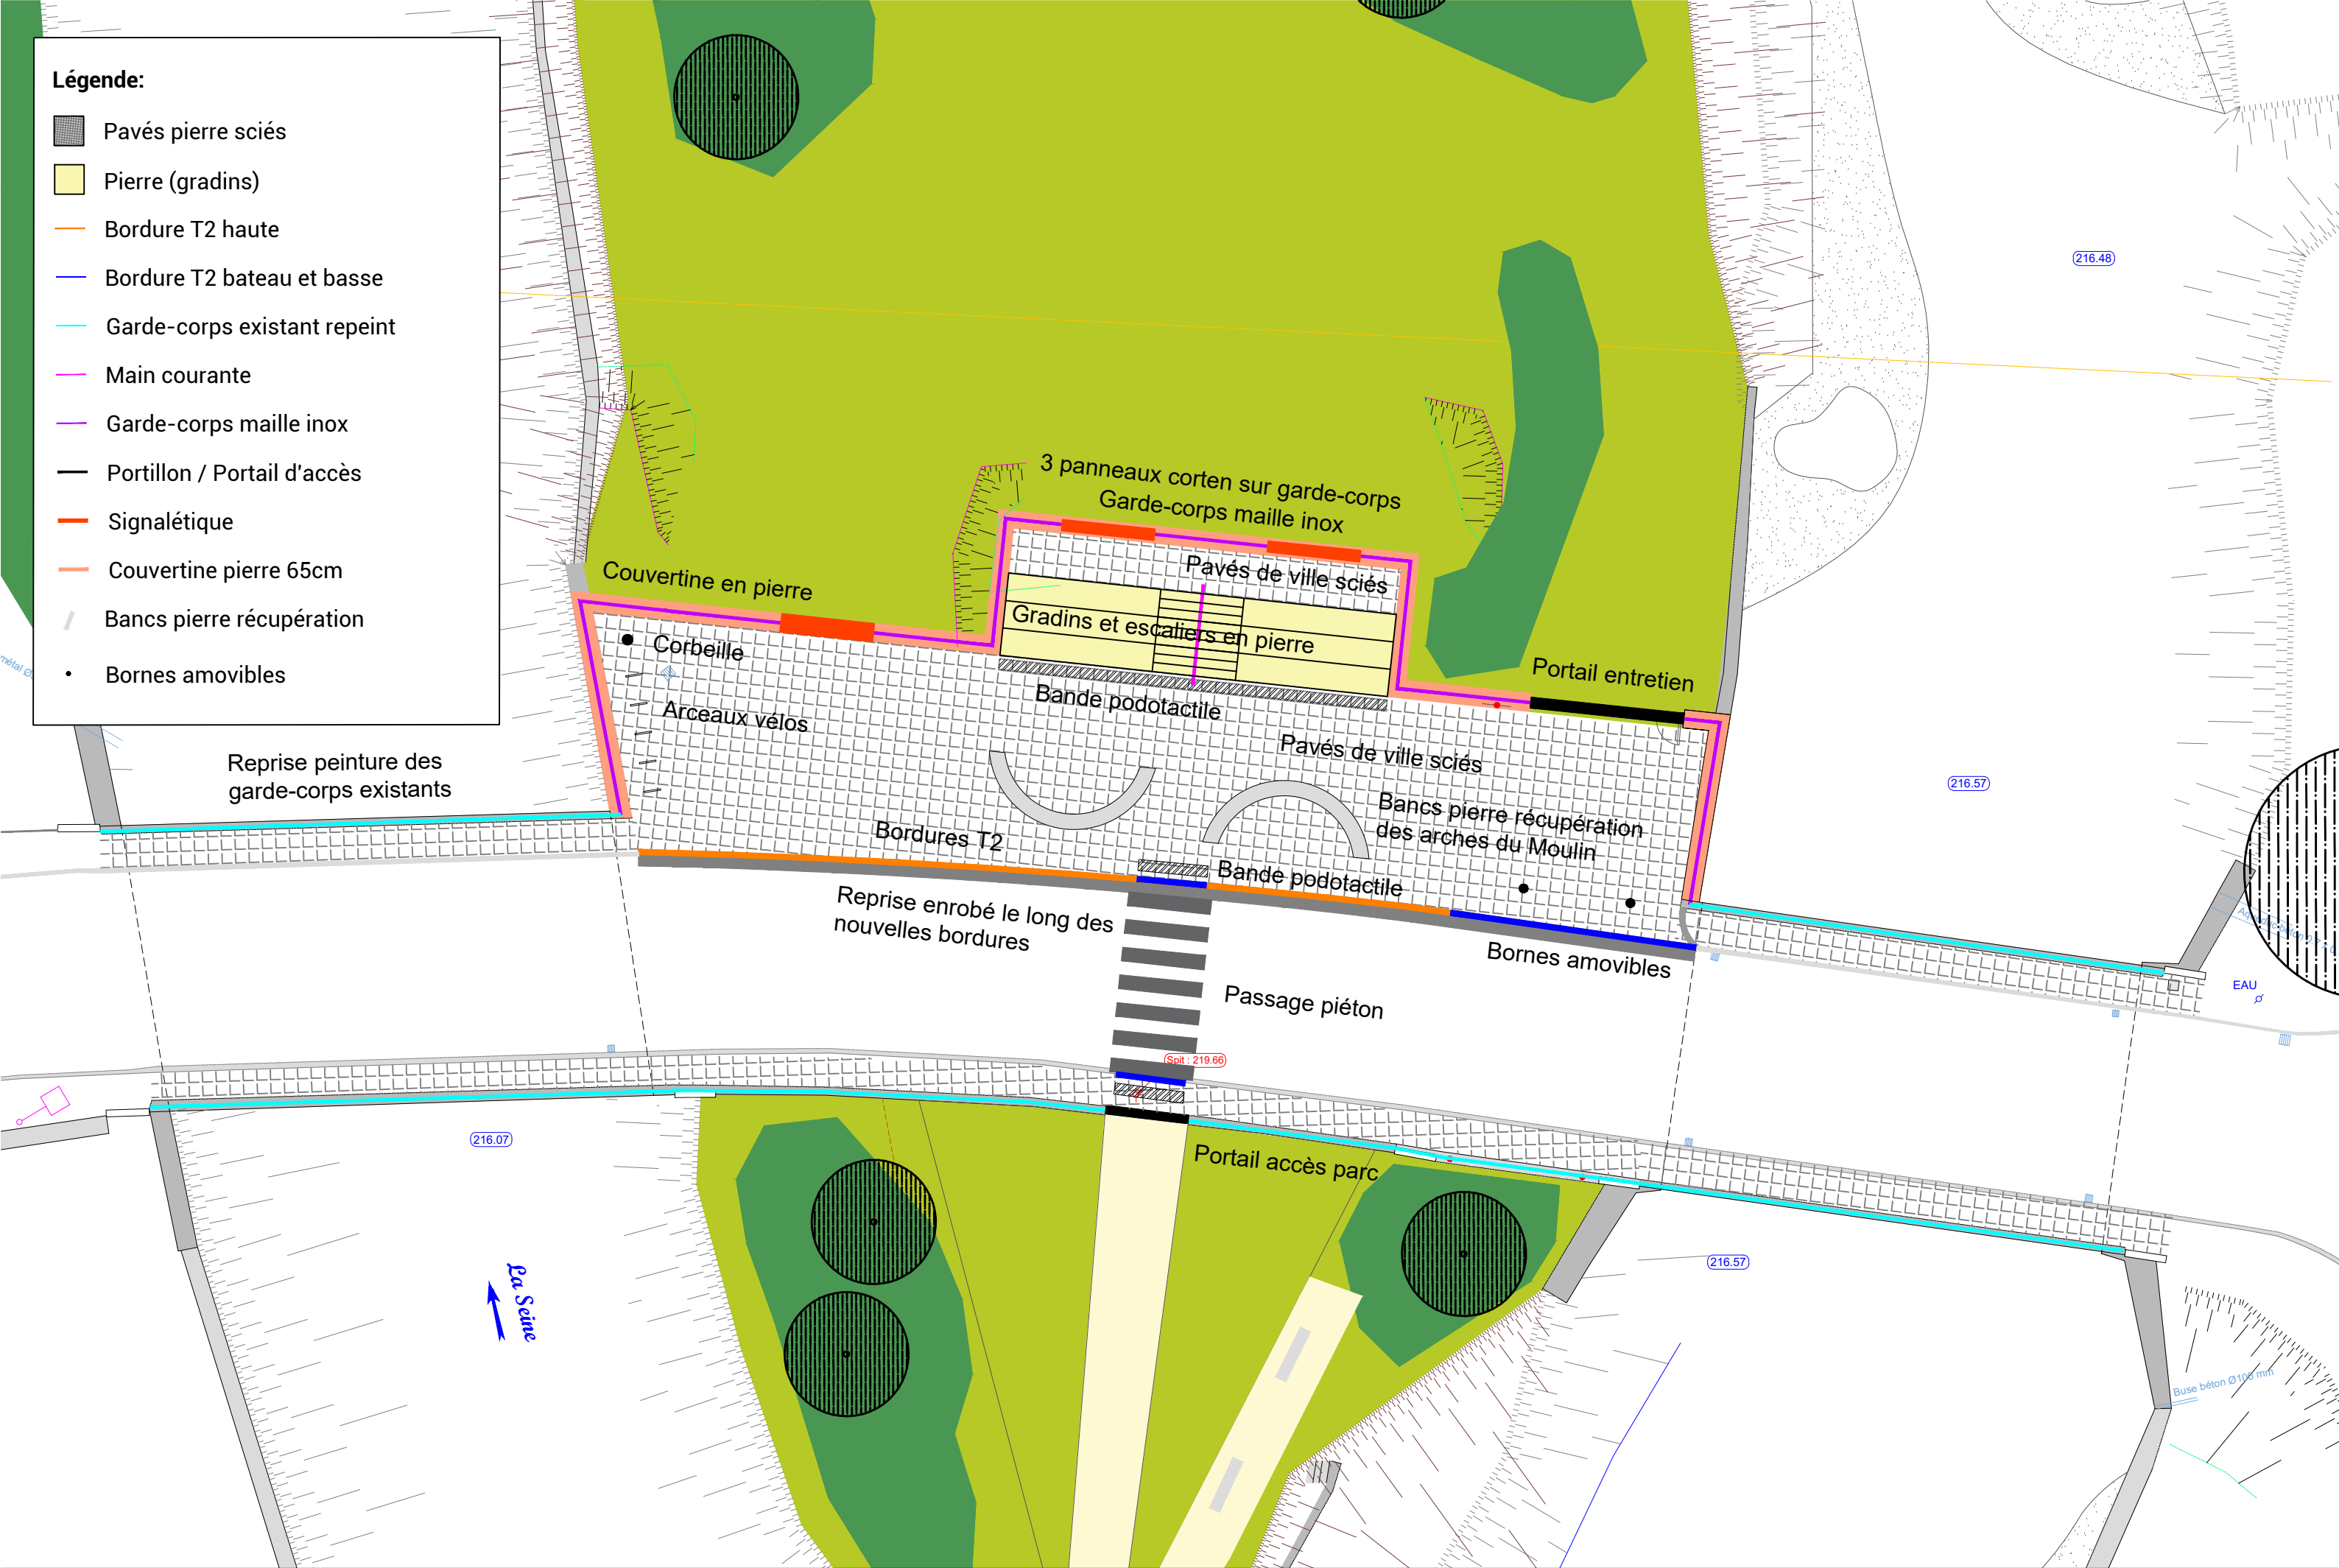 Légende:
Pavés pierre sciés
Pierre (gradins)
Bordure T2 haute
Bordure T2 bateau et basse
Garde-corps existant repeint
Main courante
Garde-corps maille inox
Portillon / Portail d'accès
Signalétique
Couvertine pierre 65cm
Bancs pierre récupération
Bornes amovibles
216.48
3 panneaux corten sur garde-corps
Garde-corps maille inox
Pavés de ville sciés
Couvertine en pierre
Gradins et escaliers en pierre
Corbeille
Portail entretien
Bande podotactile
Arceaux vélos
Pavés de ville sciés
Reprise peinture des
garde-corps existants
216.57
Bancs pierre récupération
des arches du Moulin
Bordures T2
Bande podotactile
Reprise enrobé le long des
nouvelles bordures
Bornes amovibles
Passage piéton
EAU
Spit : 219.66
216.07
Portail accès parc
216.57
La Seine
Buse béton Ø100 mm